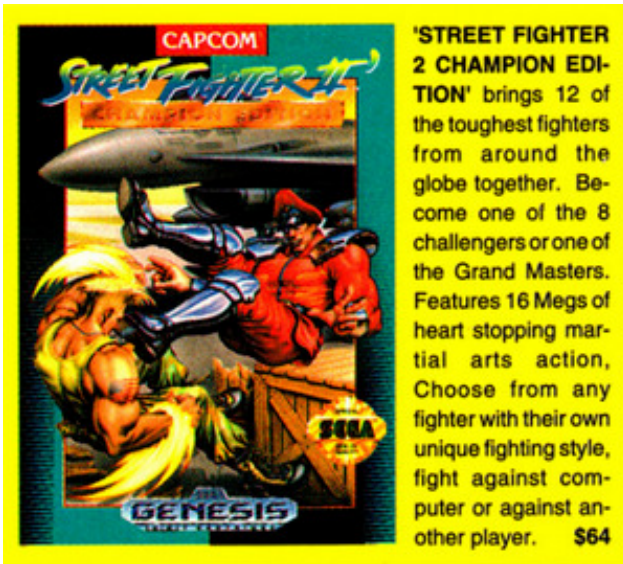 CAPCOM
STREET FIGHTER II'
CHAMPION EDITION
SEGA
GENESIS
'STREET FIGHTER
2 CHAMPION EDI-
TION' brings 12 of
the toughest fighters
from around the
globe together. Be-
come one of the 8
challengers or one of
the Grand Masters.
Features 16 Megs of
heart stopping mar-
tial arts action,
Choose from any
fighter with their own
unique fighting style,
fight against com-
puter or against an-
other player. $64